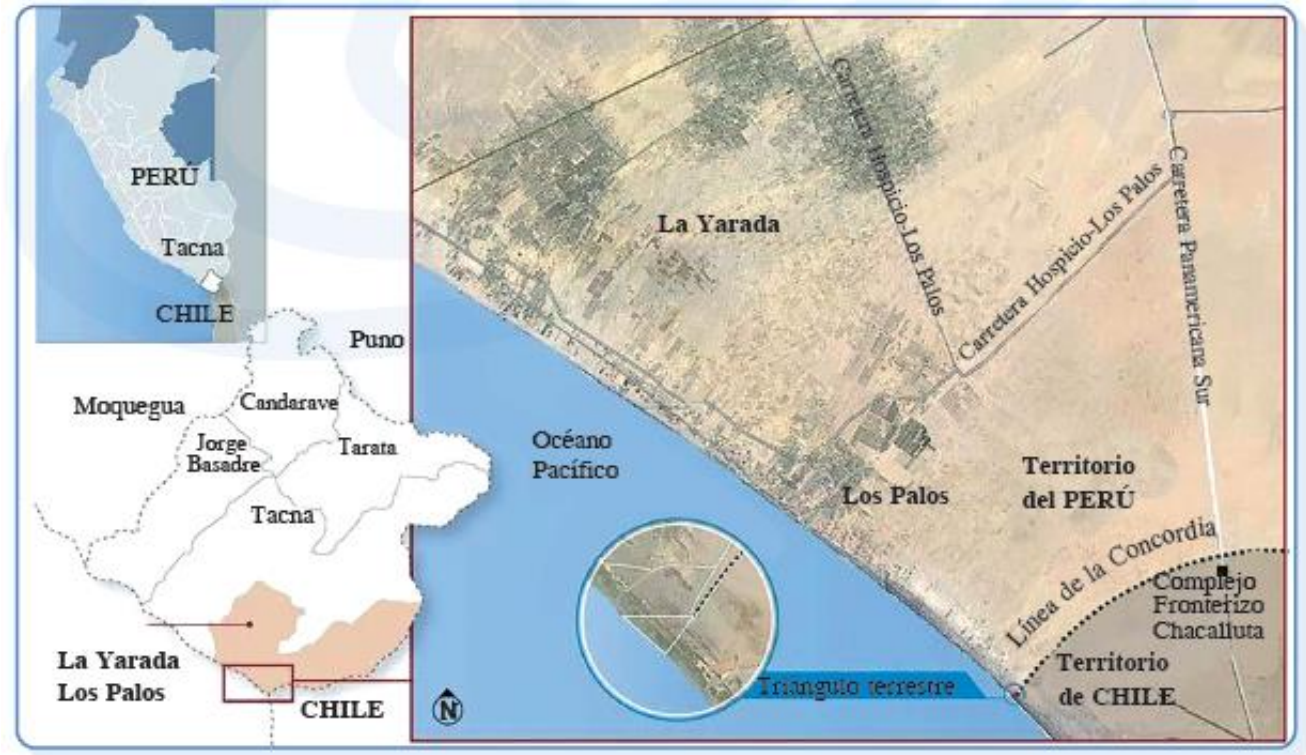 PERÚ
Tacna
CHILE
Puno
Moquegua
Candarave
Jorge
Basadre
Tarata
Tacna
La Yarada
Los Palos
CHILE
Carretera Hospicio-Los Palos
La Yarada
Carretera Hospicio-Los Palos
Carretera Panamericana Sur
Océano
Pacífico
Los Palos
Territorio
del PERÚ
Línea de la Concordia
Complejo
Fronterizo
Chacalluta
Territorio
de CHILE
Triángulo terrestre
N